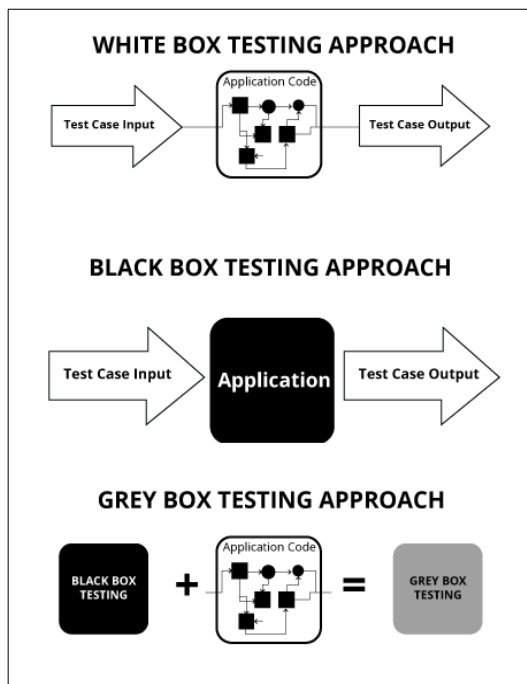 WHITE BOX TESTING APPROACH
Application Code
Test Case Input
Test Case Output
BLACK BOX TESTING APPROACH
Test Case Input
Application
Test Case Output
GREY BOX TESTING APPROACH
Application Code
BLACK BOX
TESTING
+
=
GREY BOX
TESTING